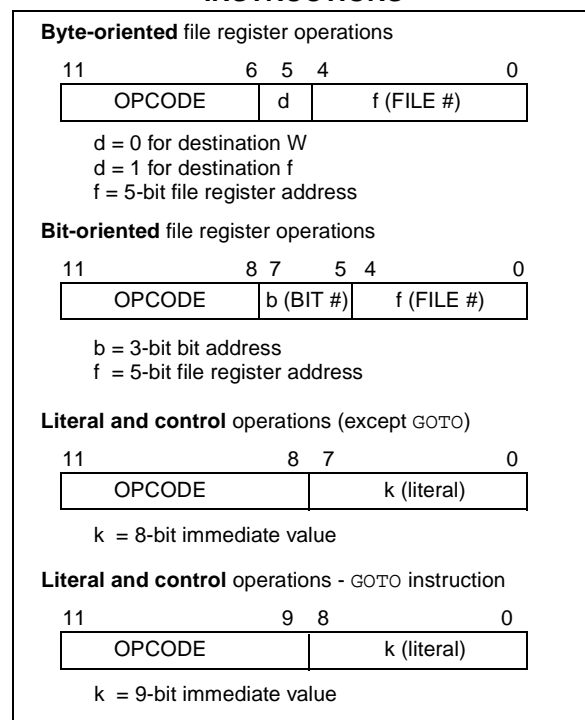 Byte-oriented file register operations
11 6 5 4 0
OPCODE d f (FILE #)
d = 0 for destination W
d = 1 for destination f
f = 5-bit file register address
Bit-oriented file register operations
11 8 7 5 4 0
OPCODE b (BIT #) f (FILE #)
b = 3-bit bit address
f = 5-bit file register address
Literal and control operations (except GOTO)
11 8 7 0
OPCODE k (literal)
k = 8-bit immediate value
Literal and control operations - GOTO instruction
11 9 8 0
OPCODE k (literal)
k = 9-bit immediate value